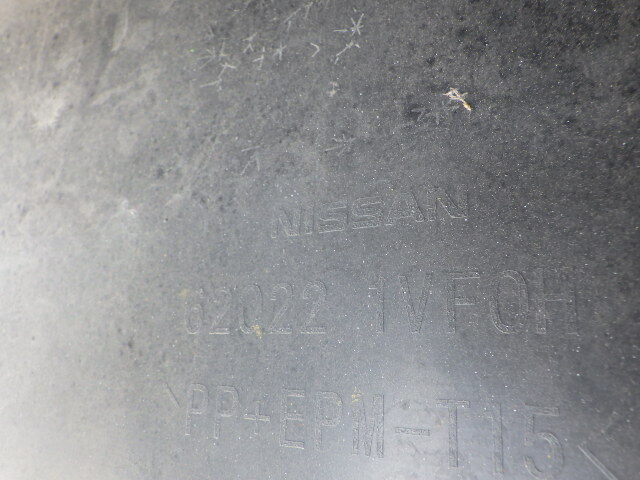 NISSAN
62022 1VF0H
>PP+EPM-T15<